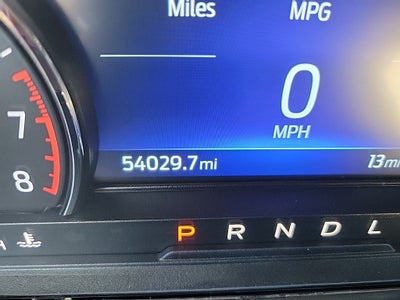 Miles MPG
7
0
8
MPH
54029.7mi 13mi
P R N D L